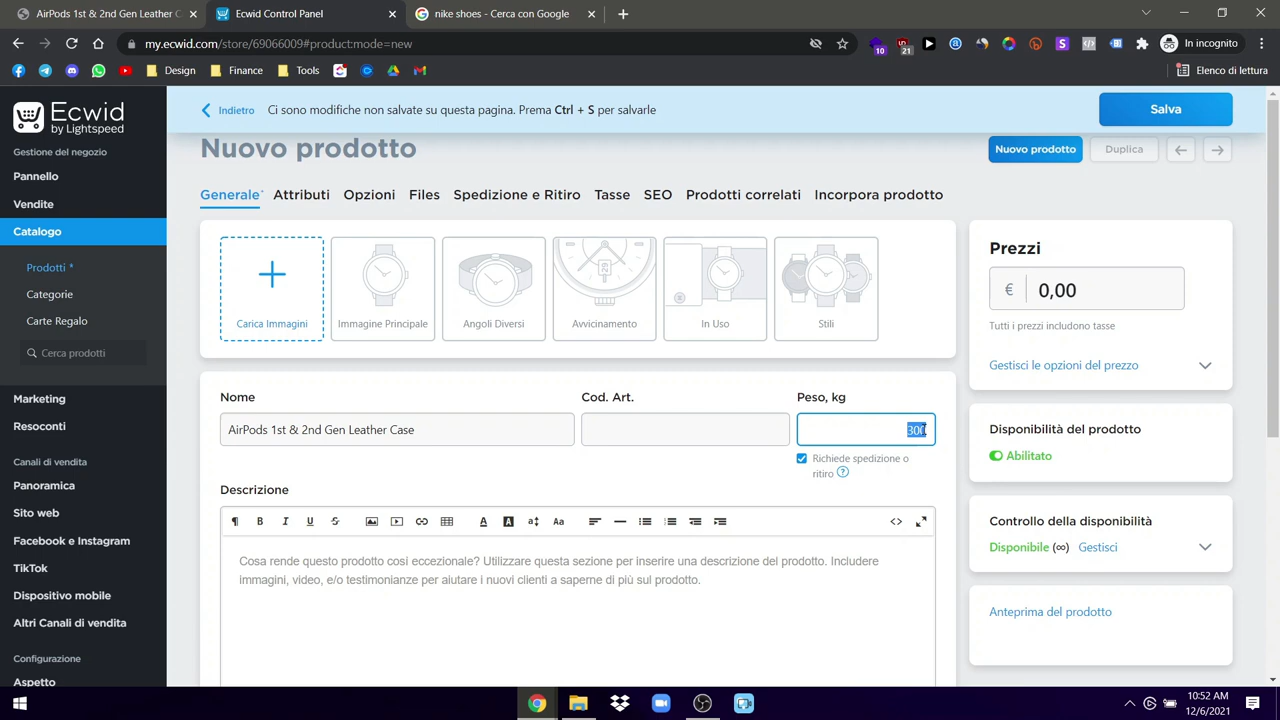 AirPods 1st & 2nd Gen Leather C
Ecwid Control Panel
nike shoes - Cerca con Google
my.ecwid.com/store/69066009#product:mode=new
10
21
In incognito
Design
Finance
Tools
Elenco di lettura
Ecwid
by Lightspeed
Indietro
Ci sono modifiche non salvate su questa pagina. Prema Ctrl + S per salvarle
Salva
Gestione del negozio
Pannello
Vendite
Catalogo
Prodotti *
Categorie
Carte Regalo
Cerca prodotti
Marketing
Resoconti
Canali di vendita
Panoramica
Sito web
Facebook e Instagram
TikTok
Dispositivo mobile
Altri Canali di vendita
Configurazione
Aspetto
Nuovo prodotto
Nuovo prodotto
Duplica
Generale*
Attributi
Opzioni
Files
Spedizione e Ritiro
Tasse
SEO
Prodotti correlati
Incorpora prodotto
Carica Immagini
Immagine Principale
Angoli Diversi
Avvicinamento
In Uso
Stili
Nome
Cod. Art.
Peso, kg
AirPods 1st & 2nd Gen Leather Case
300
Richiede spedizione o
ritiro
Descrizione
Cosa rende questo prodotto così eccezionale? Utilizzare questa sezione per inserire una descrizione del prodotto. Includere
immagini, video, e/o testimonianze per aiutare i nuovi clienti a saperne di più sul prodotto.
Prezzi
€ 0,00
Tutti i prezzi includono tasse
Gestisci le opzioni del prezzo
Disponibilità del prodotto
Abilitato
Controllo della disponibilità
Disponibile (∞) Gestisci
Anteprima del prodotto
10:52 AM
12/6/2021